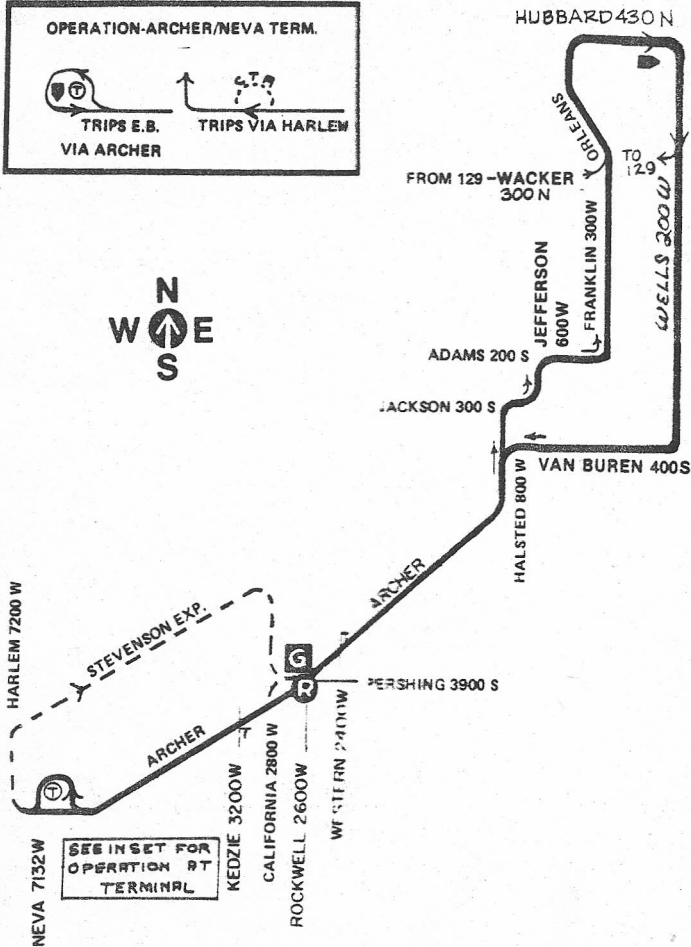 OPERATION-ARCHER/NEVA TERM.
T
C.T.A
TRIPS E.B.
VIA ARCHER
TRIPS VIA HARLEM
HUBBARD 430 N
ORLEANS
TO
129
FROM 129 - WACKER
300 N
WELLS 200 W
FRANKLIN 300W
JEFFERSON
600W
N
W E
S
ADAMS 200 S
JACKSON 300 S
VAN BUREN 400S
HALSTED 800 W
ARCHER
HARLEM 7200 W
STEVENSON EXP.
G
R
PERSHING 3900 S
ARCHER
T
T
T
NEVA 7132W
SEE INSET FOR
OPERATION AT
TERMINAL
KEDZIE 3200W
CALIFORNIA 2800 W
ROCKWELL 2600W
WESTERN 2400W